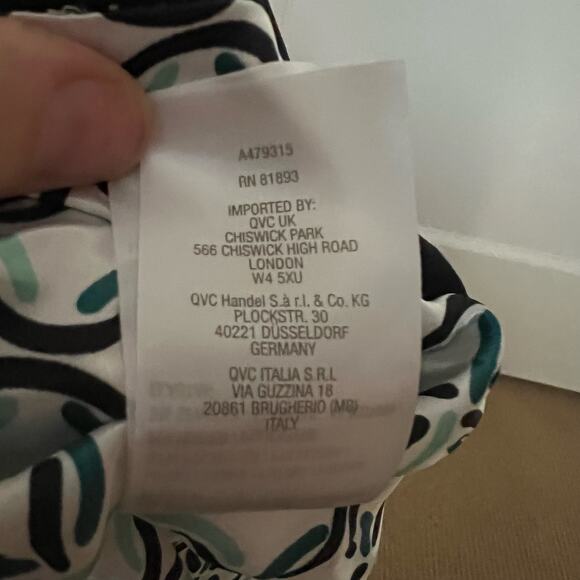 A479315
RN 81893
IMPORTED BY:
QVC UK
CHISWICK PARK
566 CHISWICK HIGH ROAD
LONDON
W4 5XU
QVC Handel S.à r.l. & Co. KG
PLOCKSTR. 30
40221 DÜSSELDORF
GERMANY
QVC ITALIA S.R.L
VIA GUZZINA 18
20861 BRUGHERIO (MB)
ITALY